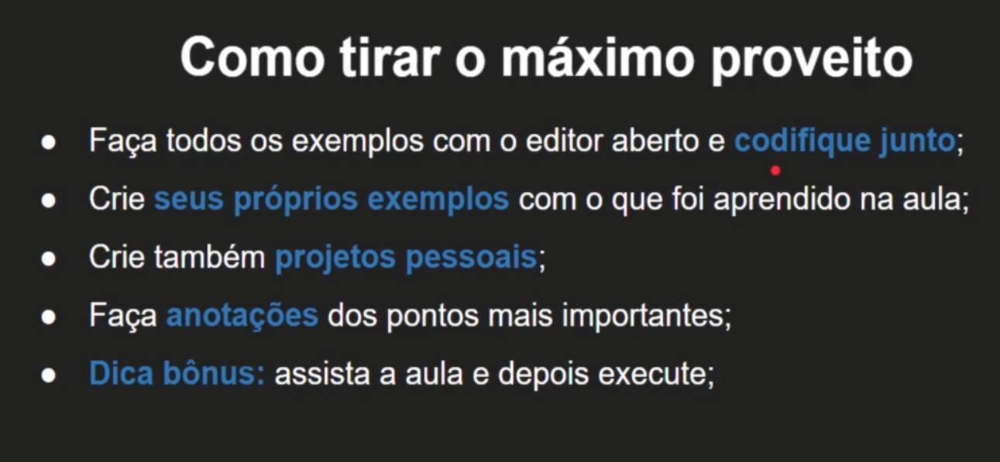 Como tirar o máximo proveito
● Faça todos os exemplos com o editor aberto e codifique junto;
● Crie seus próprios exemplos com o que foi aprendido na aula;
● Crie também projetos pessoais;
● Faça anotações dos pontos mais importantes;
● Dica bônus: assista a aula e depois execute;